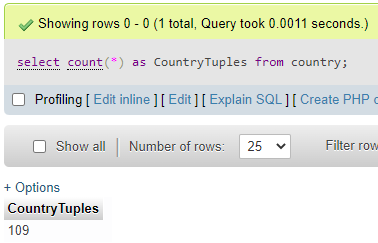 Showing rows 0 - 0 (1 total, Query took 0.0011 seconds.)
select count(*) as CountryTuples from country;
Profiling [ Edit inline ] [ Edit ] [ Explain SQL ] [ Create PHP
Show all Number of rows: 25 Filter row
+ Options
CountryTuples
109